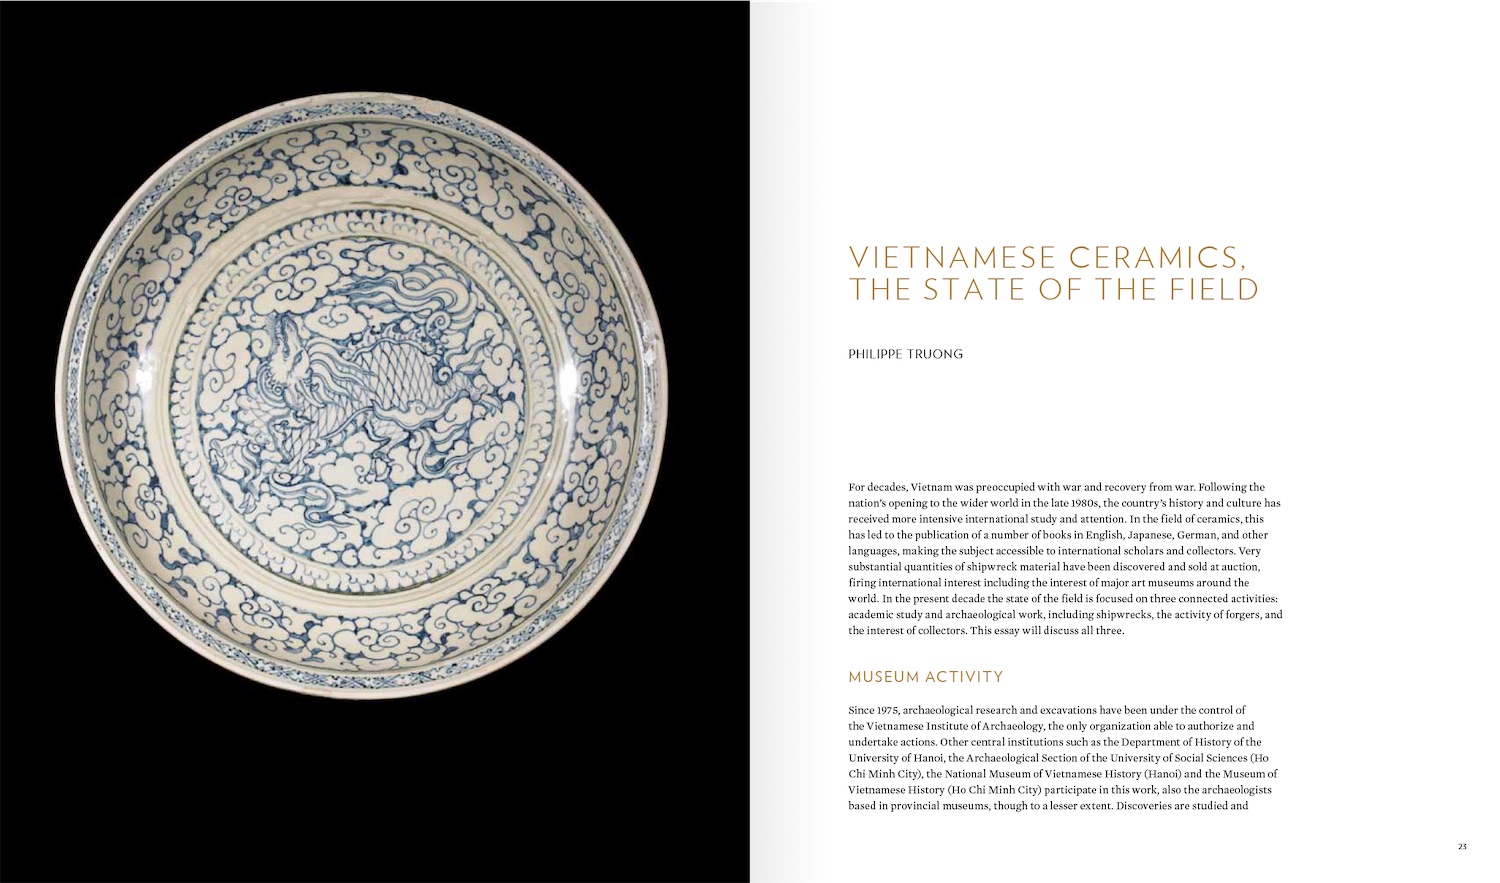 VIETNAMESE CERAMICS,
THE STATE OF THE FIELD
PHILIPPE TRUONG
For decades, Vietnam was preoccupied with war and recovery from war. Following the
nation's opening to the wider world in the late 1980s, the country's history and culture has
received more intensive international study and attention. In the field of ceramics, this
has led to the publication of a number of books in English, Japanese, German, and other
languages, making the subject accessible to international scholars and collectors. Very
substantial quantities of shipwreck material have been discovered and sold at auction,
firing international interest including the interest of major art museums around the
world. In the present decade the state of the field is focused on three connected activities:
academic study and archaeological work, including shipwrecks, the activity of forgers, and
the interest of collectors. This essay will discuss all three.
MUSEUM ACTIVITY
Since 1975, archaeological research and excavations have been under the control of
the Vietnamese Institute of Archaeology, the only organization able to authorize and
undertake actions. Other central institutions such as the Department of History of the
University of Hanoi, the Archaeological Section of the University of Social Sciences (Ho
Chi Minh City), the National Museum of Vietnamese History (Hanoi) and the Museum of
Vietnamese History (Ho Chi Minh City) participate in this work, also the archaeologists
based in provincial museums, though to a lesser extent. Discoveries are studied and
23